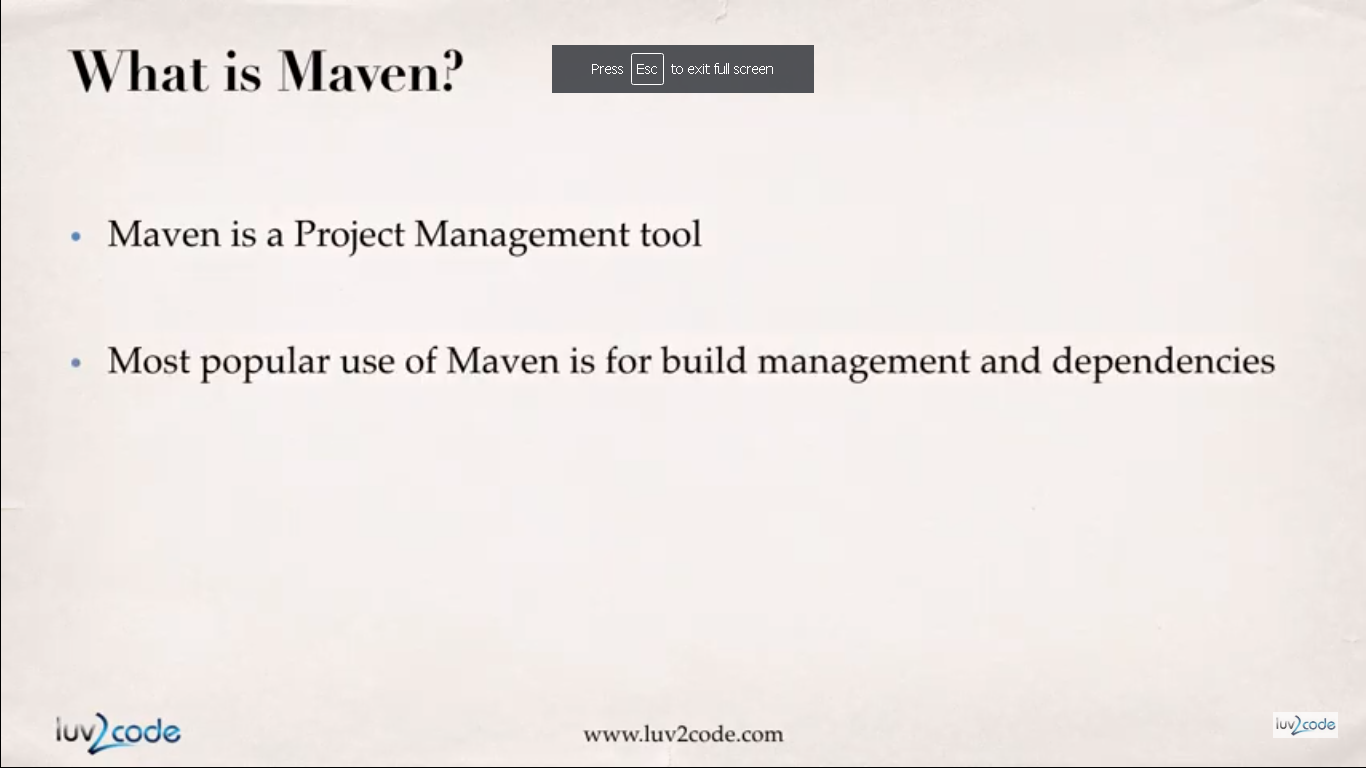 What is Maven?
Press Esc to exit full screen
• Maven is a Project Management tool
• Most popular use of Maven is for build management and dependencies
luv2code
www.luv2code.com
luv2code